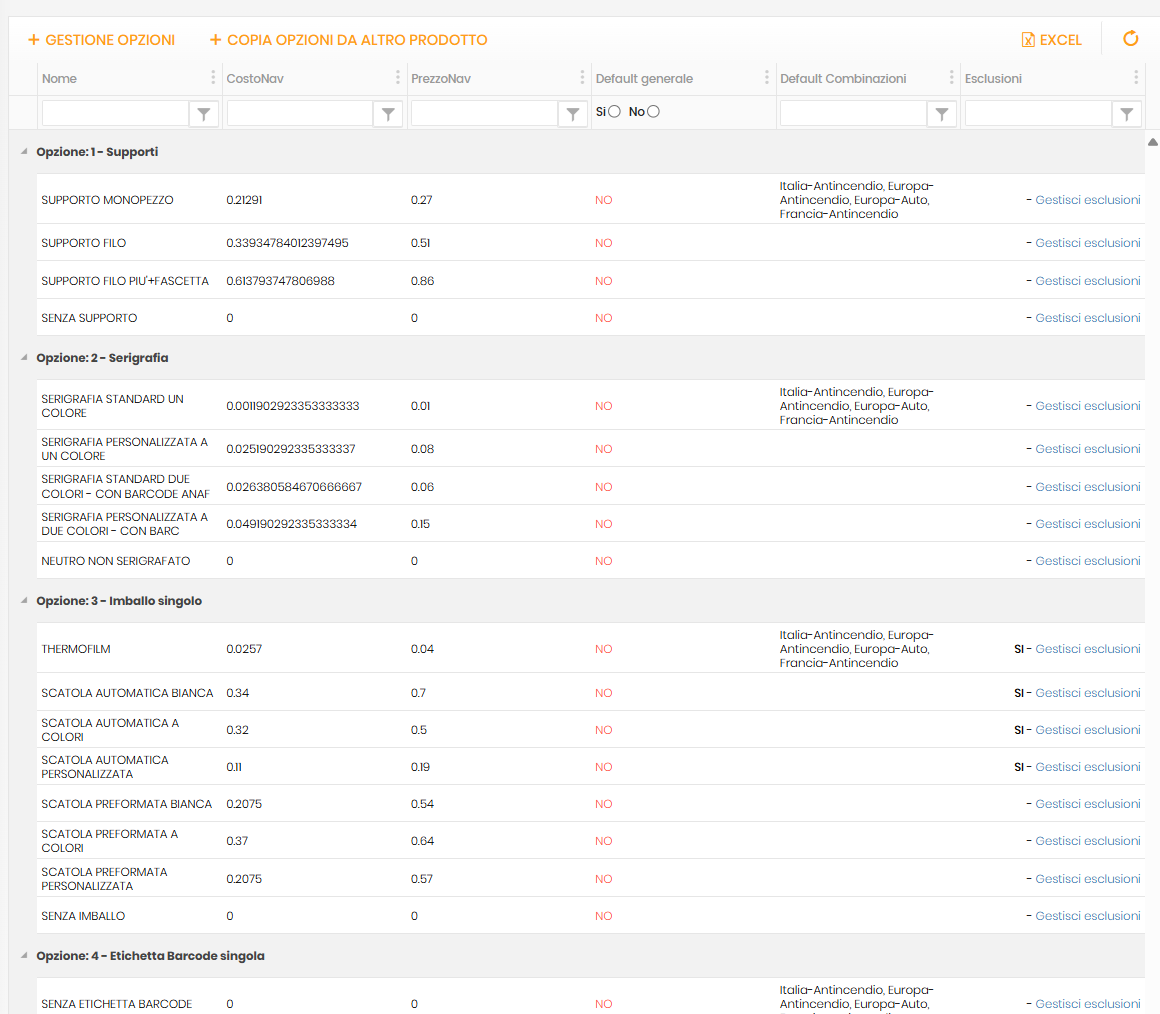 + GESTIONE OPZIONI + COPIA OPZIONI DA ALTRO PRODOTTO EXCEL
Nome CostoNav PrezzoNav Default generale Default Combinazioni Esclusioni
Si No
Opzione: 1 - Supporti
SUPPORTO MONOPEZZO 0.21291 0.27 NO Italia-Antincendio, Europa-
Antincendio, Europa-Auto,
Francia-Antincendio
- Gestisci esclusioni
SUPPORTO FILO 0.33934784012397495 0.51 NO - Gestisci esclusioni
SUPPORTO FILO PIU'+FASCETTA 0.613793747806988 0.86 NO - Gestisci esclusioni
SENZA SUPPORTO 0 0 NO - Gestisci esclusioni
Opzione: 2 - Serigrafia
SERIGRAFIA STANDARD UN
COLORE
0.0011902923353333333 0.01 NO Italia-Antincendio, Europa-
Antincendio, Europa-Auto,
Francia-Antincendio
- Gestisci esclusioni
SERIGRAFIA PERSONALIZZATA A
UN COLORE
0.025190292335333337 0.08 NO - Gestisci esclusioni
SERIGRAFIA STANDARD DUE
COLORI - CON BARCODE ANAF
0.026380584670666667 0.06 NO - Gestisci esclusioni
SERIGRAFIA PERSONALIZZATA A
DUE COLORI - CON BARC
0.049190292335333334 0.15 NO - Gestisci esclusioni
NEUTRO NON SERIGRAFATO 0 0 NO - Gestisci esclusioni
Opzione: 3 - Imballo singolo
THERMOFILM 0.0257 0.04 NO Italia-Antincendio, Europa-
Antincendio, Europa-Auto,
Francia-Antincendio
SI - Gestisci esclusioni
SCATOLA AUTOMATICA BIANCA 0.34 0.7 NO SI - Gestisci esclusioni
SCATOLA AUTOMATICA A
COLORI
0.32 0.5 NO SI - Gestisci esclusioni
SCATOLA AUTOMATICA
PERSONALIZZATA
0.11 0.19 NO SI - Gestisci esclusioni
SCATOLA PREFORMATA BIANCA 0.2075 0.54 NO - Gestisci esclusioni
SCATOLA PREFORMATA A
COLORI
0.37 0.64 NO - Gestisci esclusioni
SCATOLA PREFORMATA
PERSONALIZZATA
0.2075 0.57 NO - Gestisci esclusioni
SENZA IMBALLO 0 0 NO - Gestisci esclusioni
Opzione: 4 - Etichetta Barcode singola
SENZA ETICHETTA BARCODE 0 0 NO Italia-Antincendio, Europa-
Antincendio, Europa-Auto,
- Gestisci esclusioni